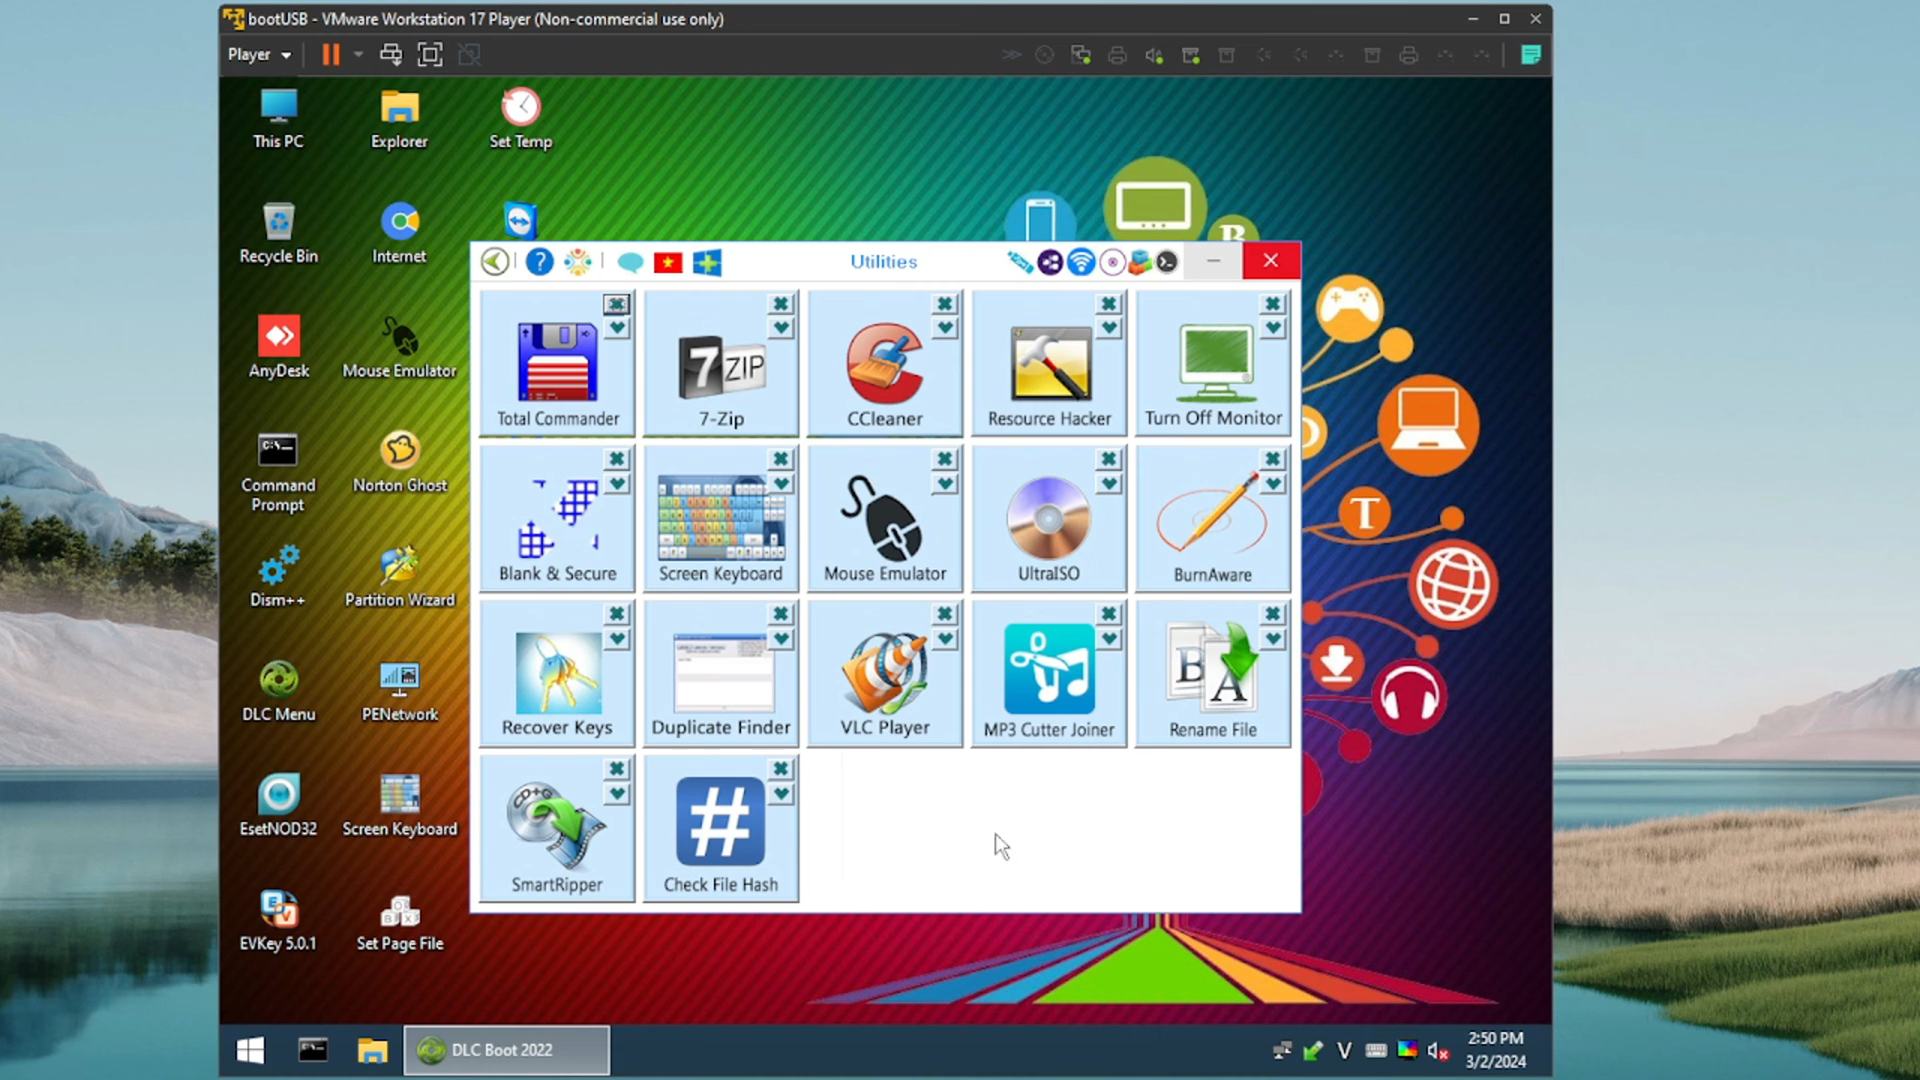 bootUSB - VMware Workstation 17 Player (Non-commercial use only)
Player
This PC
Explorer
Set Temp
Recycle Bin
Internet
AnyDesk
Mouse Emulator
Command
Prompt
Norton Ghost
Dism++
Partition Wizard
DLC Menu
PENetwork
EsetNOD32
Screen Keyboard
EVKey 5.0.1
Set Page File
Utilities
Total Commander
7 ZIP
7-Zip
CCleaner
Resource Hacker
Turn Off Monitor
Blank & Secure
Screen Keyboard
Mouse Emulator
UltraISO
BurnAware
Recover Keys
Duplicate Finder
VLC Player
MP3 Cutter Joiner
B A
Rename File
CD+G
SmartRipper
#
Check File Hash
T
DLC Boot 2022
V
2:50 PM
3/2/2024